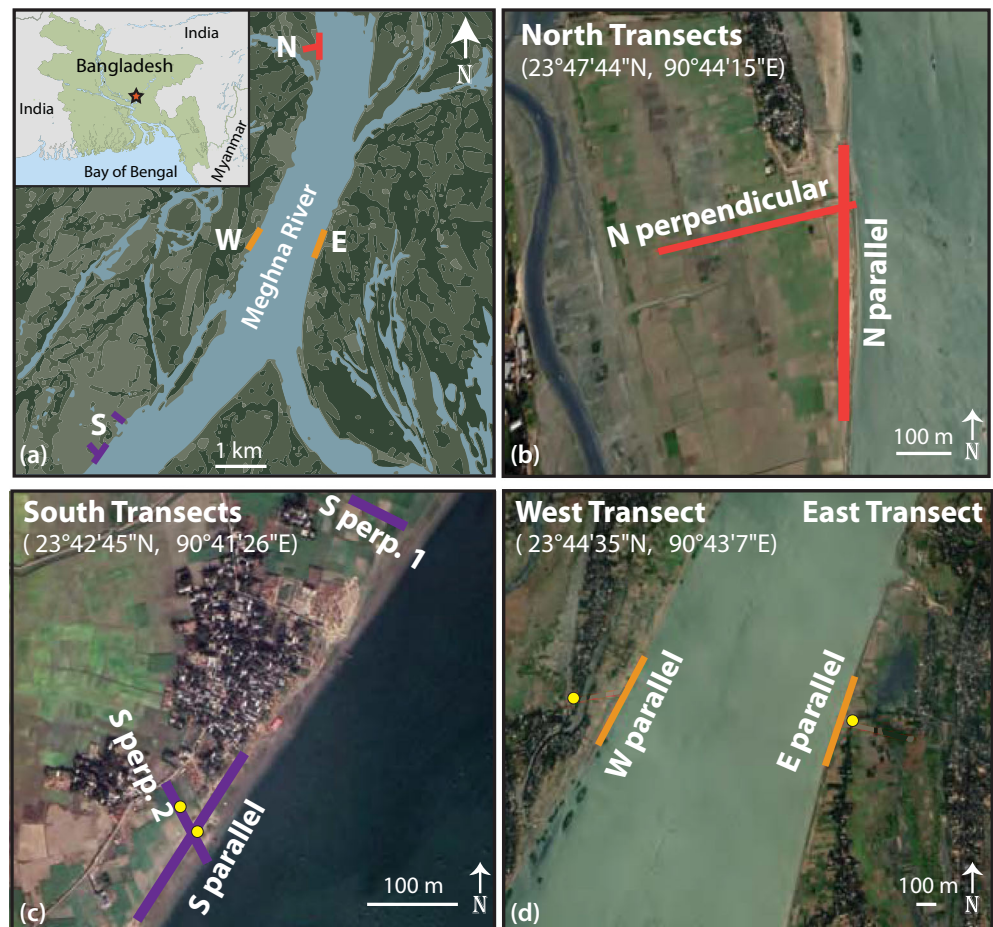 India
Bangladesh
India
Myanmar
Bay of Bengal
N
N
W
E
Meghna River
S
(a)
1 km
North Transects
(23°47'44"N, 90°44'15"E)
N perpendicular
N parallel
(b)
100 m
N
South Transects
( 23°42'45"N, 90°41'26"E)
S perp. 1
S perp. 2
S parallel
(c)
100 m
N
West Transect
East Transect
( 23°44'35"N, 90°43'7"E)
W parallel
E parallel
(d)
100 m
N